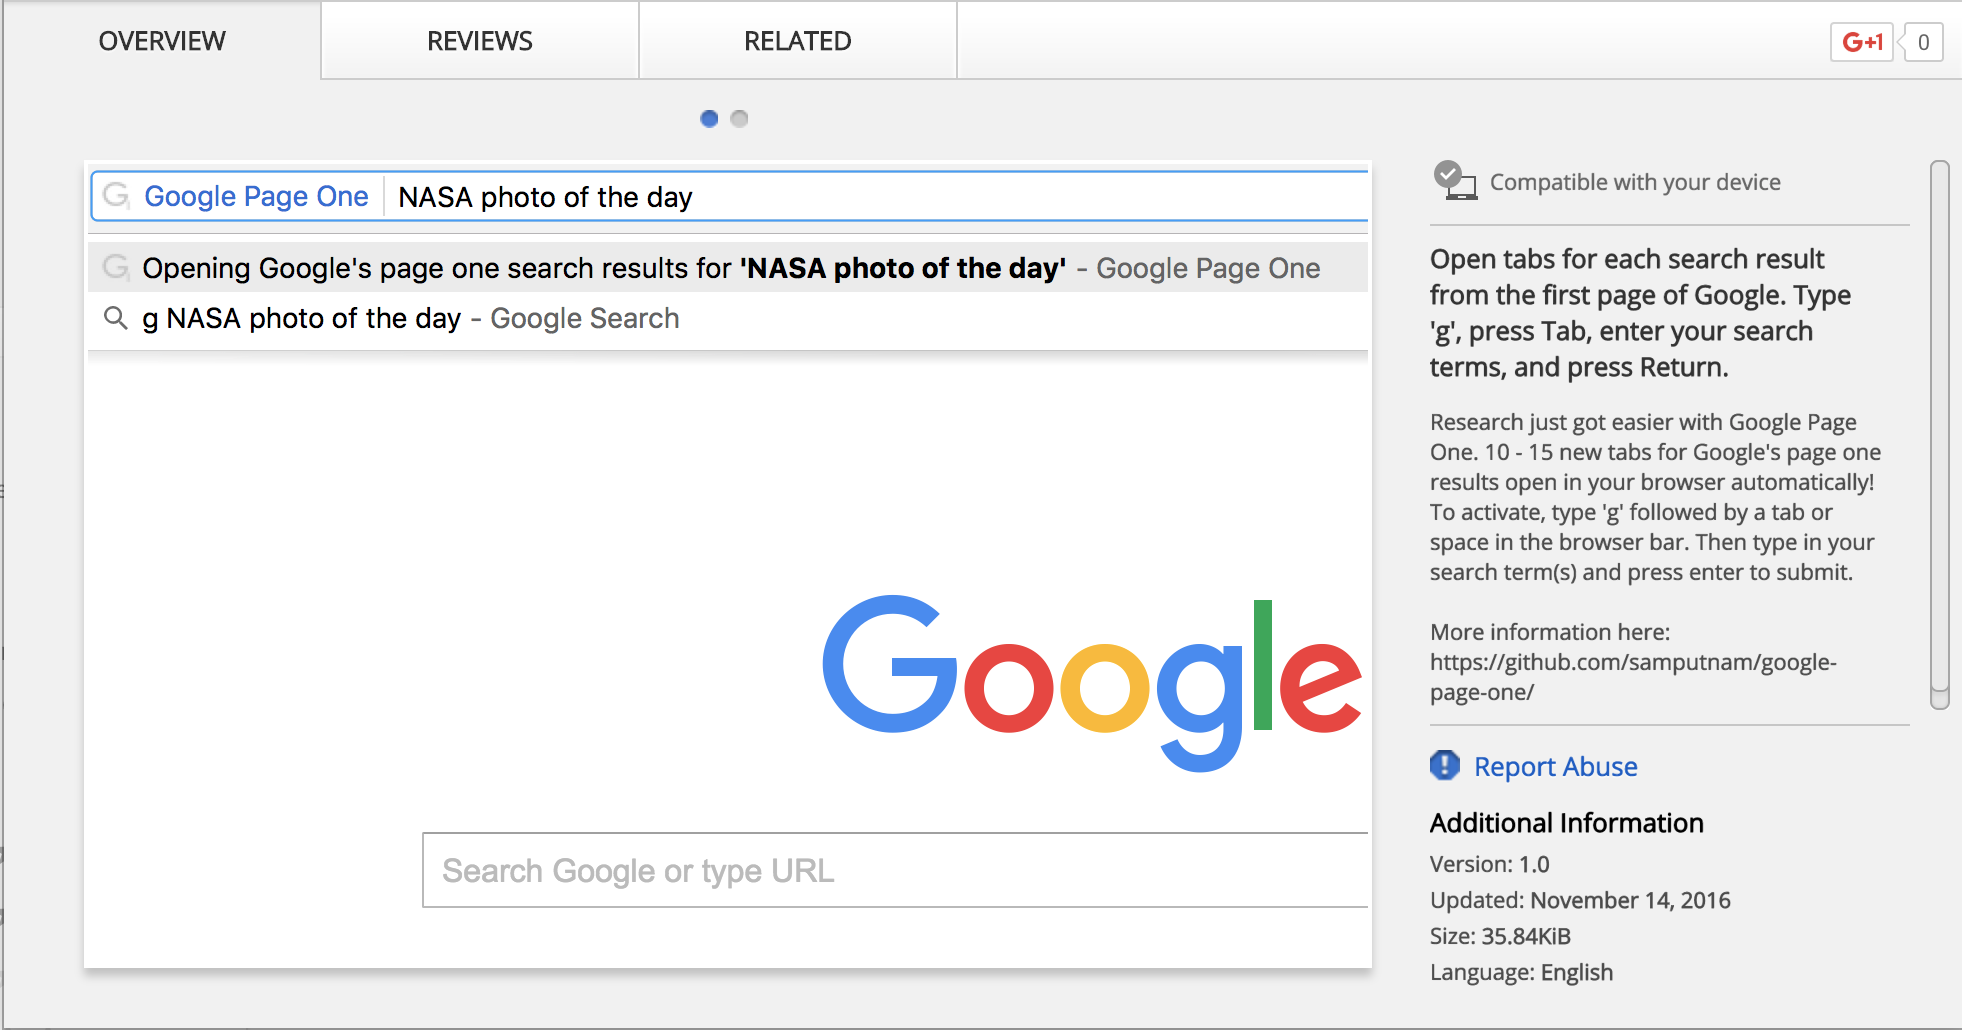 OVERVIEW
REVIEWS
RELATED
G+1
0
Google Page One
NASA photo of the day
Opening Google's page one search results for 'NASA photo of the day' - Google Page One
g NASA photo of the day - Google Search
Google
Search Google or type URL
Compatible with your device
Open tabs for each search result
from the first page of Google. Type
'g', press Tab, enter your search
terms, and press Return.
Research just got easier with Google Page
One. 10 - 15 new tabs for Google's page one
results open in your browser automatically!
To activate, type 'g' followed by a tab or
space in the browser bar. Then type in your
search term(s) and press enter to submit.
More information here:
https://github.com/samputnam/google-
page-one/
Report Abuse
Additional Information
Version: 1.0
Updated: November 14, 2016
Size: 35.84KiB
Language: English